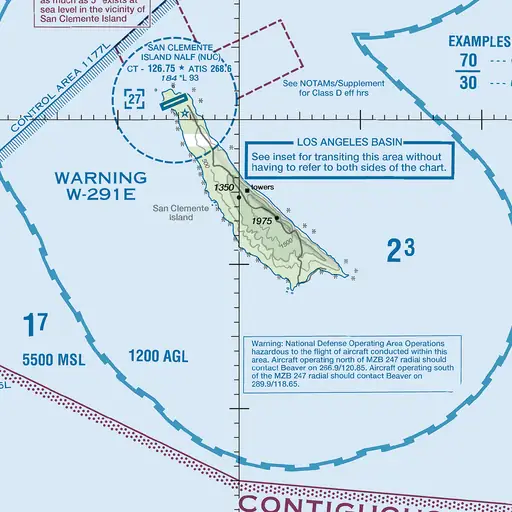 as much as 5° exists at
sea level in the vicinity of
San Clemente Island
CONTROL AREA 1177L
SAN CLEMENTE
ISLAND NALF (NUC)
CT - 126.75 ★ ATIS 268.6
184 *L 93
[27]
EXAMPLES
70
30
See NOTAMs/Supplement
for Class D eff hrs
LOS ANGELES BASIN
See inset for transiting this area without
having to refer to both sides of the chart.
WARNING
W-291E
500
1350
towers
San Clemente
Island
1975
1500
2³
1⁷
5500 MSL
1200 AGL
Warning: National Defense Operating Area Operations
hazardous to the flight of aircraft conducted within this
area. Aircraft operating north of MZB 247 radial should
contact Beaver on 266.9/120.85. Aircraft operating south
of the MZB 247 radial should contact Beaver on
289.9/118.65.
CONTIGUOUS